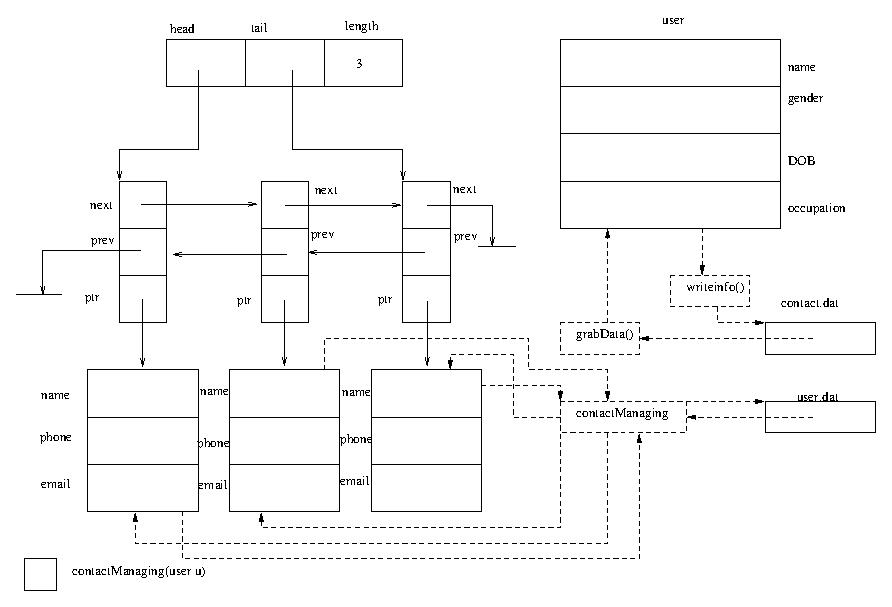 user
head
tail
length
3
name
gender
DOB
occupation
next
next
next
prev
prev
prev
ptr
ptr
ptr
writeinfo()
contact.dat
grabData()
name
name
name
user.dat
contactManaging
phone
phone
phone
email
email
email
contactManaging(user u)